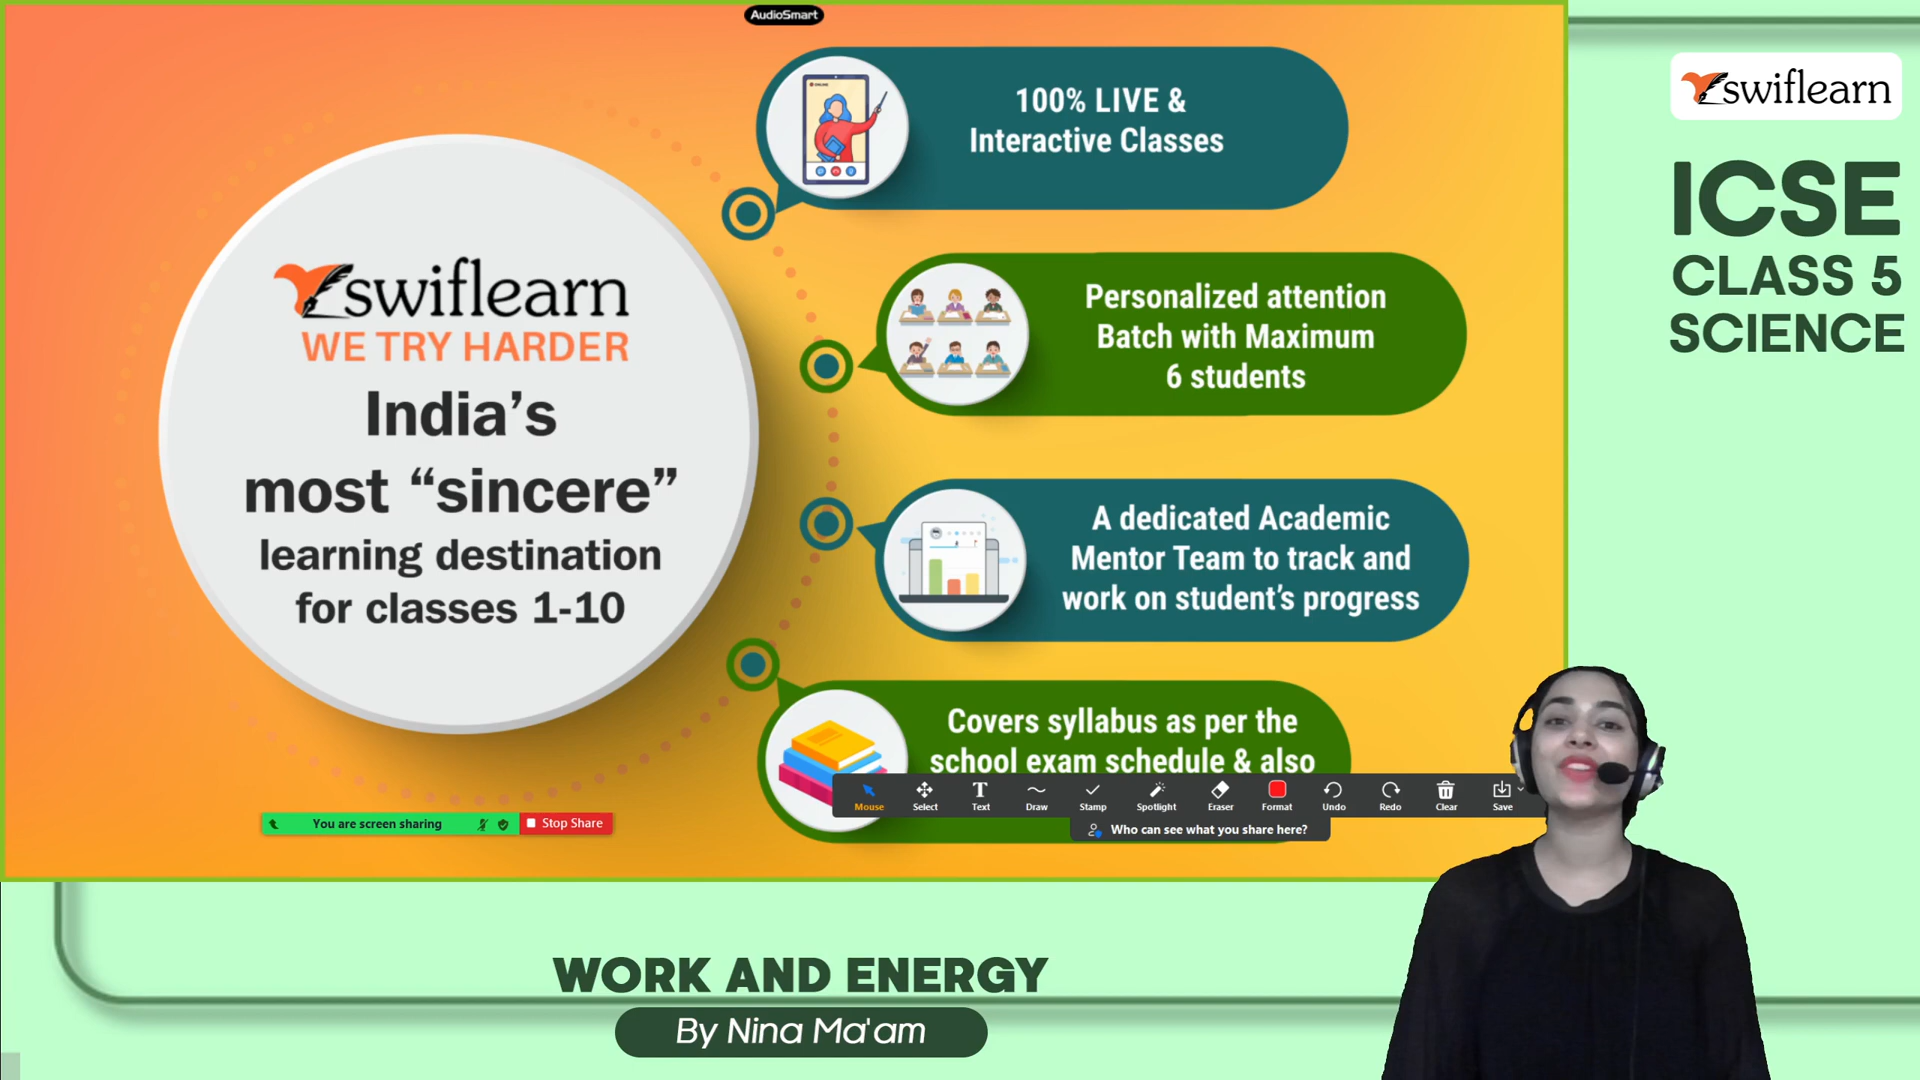 AudioSmart
100% LIVE &
Interactive Classes
swiflearn
WE TRY HARDER
India's
most “sincere”
learning destination
for classes 1-10
Personalized attention
Batch with Maximum
6 students
A dedicated Academic
Mentor Team to track and
work on student's progress
Covers syllabus as per the
school exam schedule & also
Mouse
Select
Text
Draw
Stamp
Spotlight
Eraser
Format
Undo
Redo
Clear
Save
You are screen sharing
Stop Share
Who can see what you share here?
swiflearn
ICSE
CLASS 5
SCIENCE
WORK AND ENERGY
By Nina Ma'am